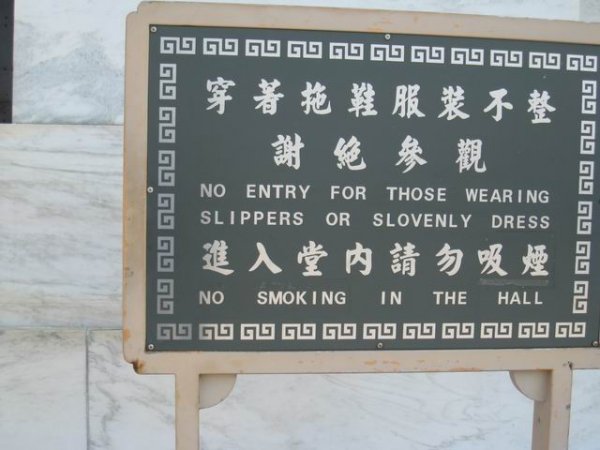 穿著拖鞋服裝不整
謝絕參觀
NO ENTRY FOR THOSE WEARING
SLIPPERS OR SLOVENLY DRESS
進入堂內請勿吸煙
NO SMOKING IN THE HALL